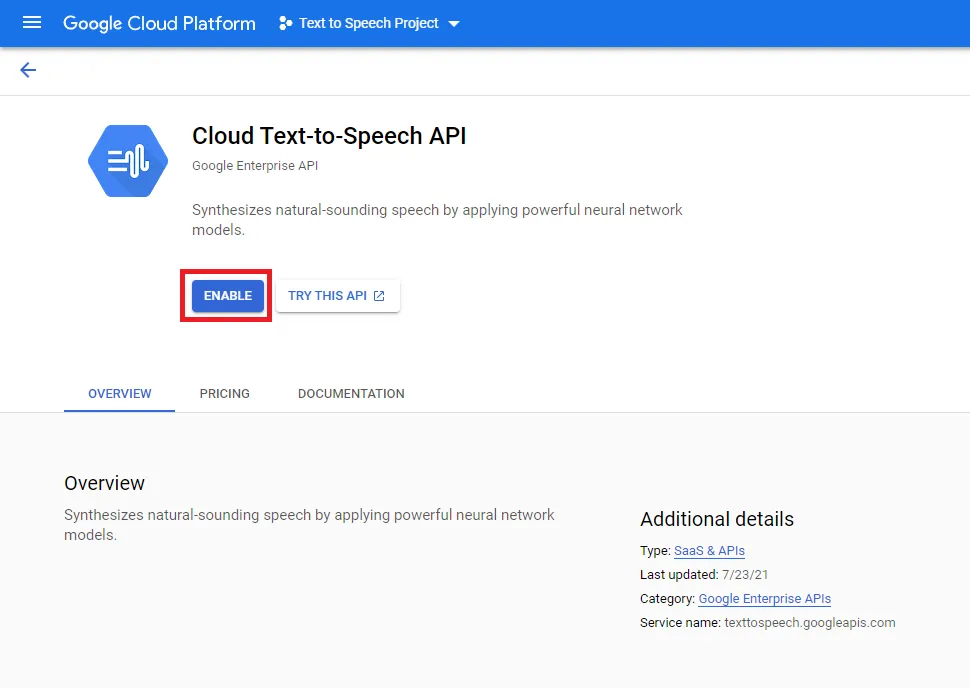 Google Cloud Platform
Text to Speech Project
Cloud Text-to-Speech API
Google Enterprise API
Synthesizes natural-sounding speech by applying powerful neural network
models.
ENABLE
TRY THIS API
OVERVIEW
PRICING
DOCUMENTATION
Overview
Synthesizes natural-sounding speech by applying powerful neural network
models.
Additional details
Type: SaaS & APIs
Last updated: 7/23/21
Category: Google Enterprise APIs
Service name: texttospeech.googleapis.com